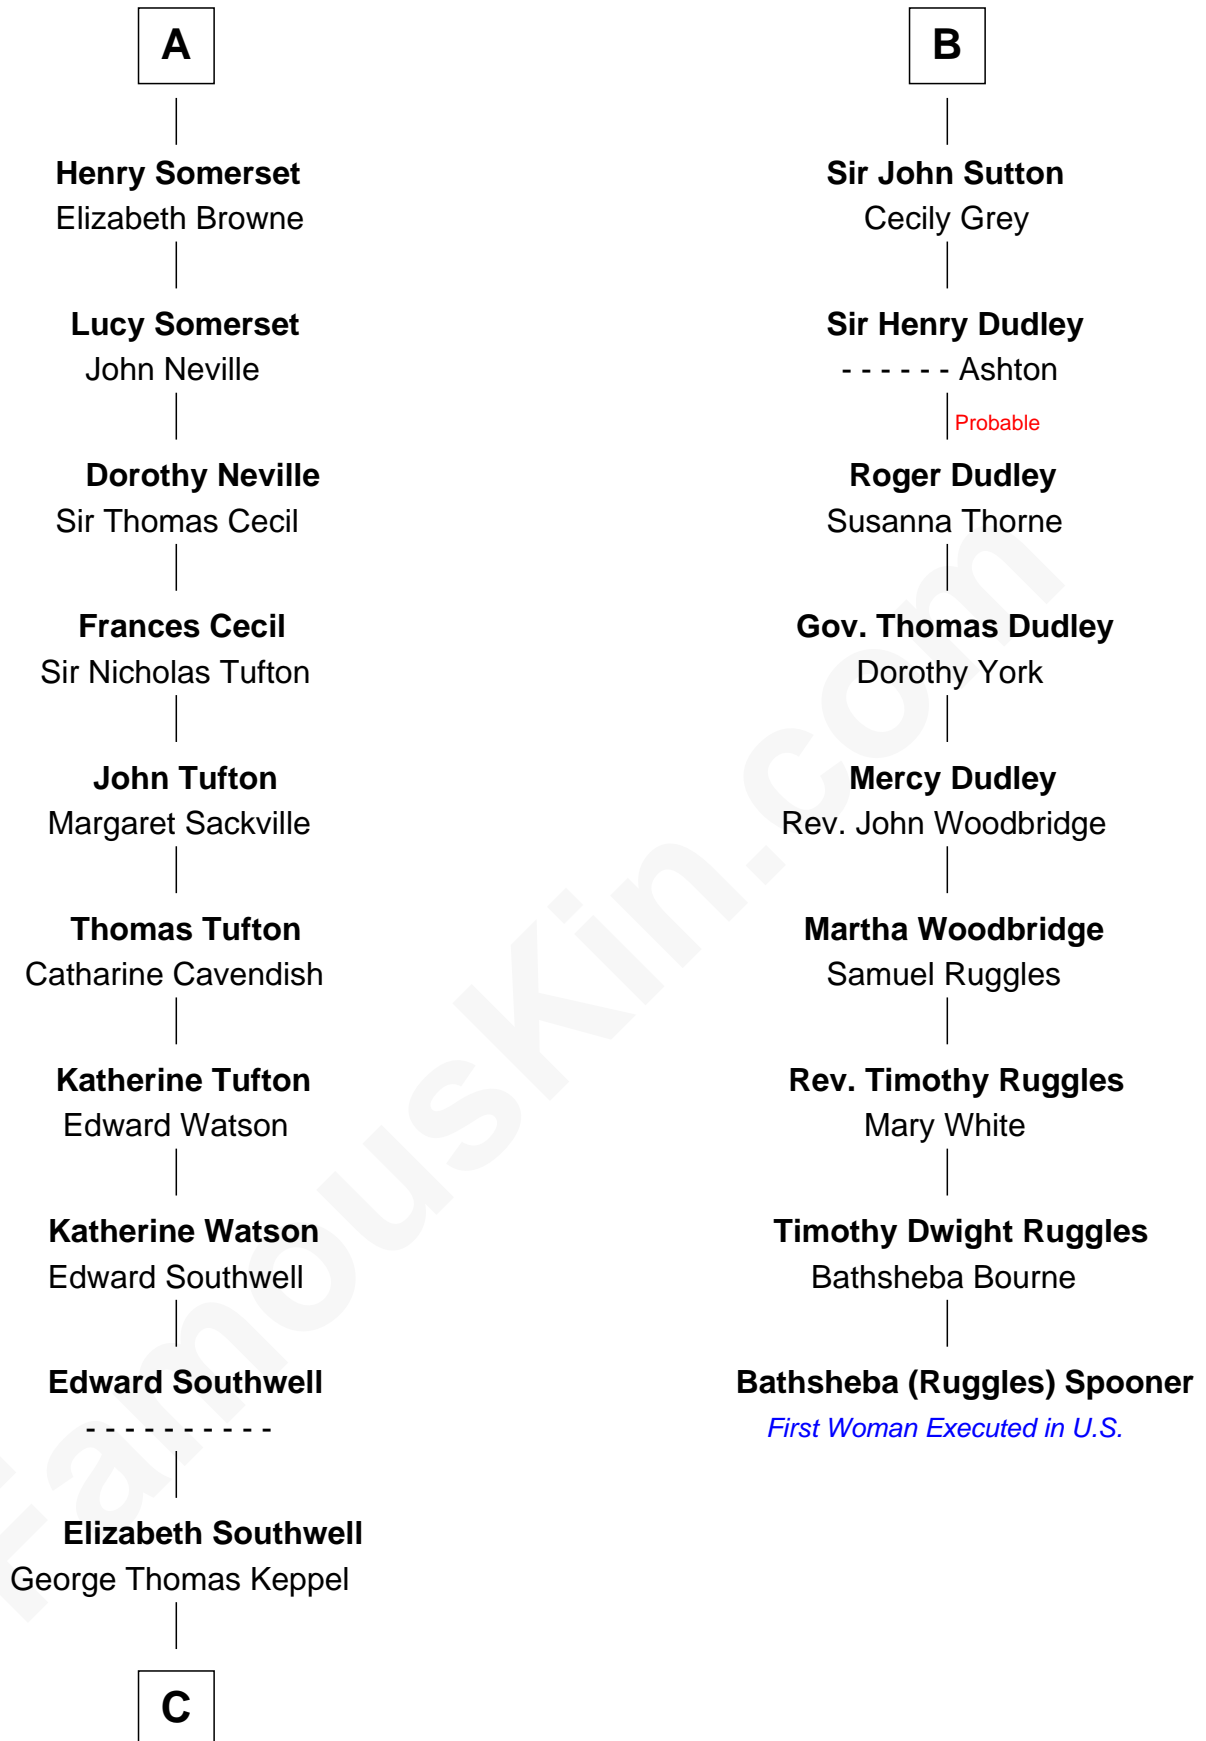 A
Henry Somerset
Elizabeth Browne
Lucy Somerset
John Neville
Dorothy Neville
Sir Thomas Cecil
Frances Cecil
Sir Nicholas Tufton
John Tufton
Margaret Sackville
Thomas Tufton
Catharine Cavendish
Katherine Tufton
Edward Watson
Katherine Watson
Edward Southwell
Edward Southwell
- - - - - - - - - -
Elizabeth Southwell
George Thomas Keppel
C
B
Sir John Sutton
Cecily Grey
Sir Henry Dudley
- - - - - - Ashton
Probable
Roger Dudley
Susanna Thorne
Gov. Thomas Dudley
Dorothy York
Mercy Dudley
Rev. John Woodbridge
Martha Woodbridge
Samuel Ruggles
Rev. Timothy Ruggles
Mary White
Timothy Dwight Ruggles
Bathsheba Bourne
Bathsheba (Ruggles) Spooner
First Woman Executed in U.S.
FamousKin.com